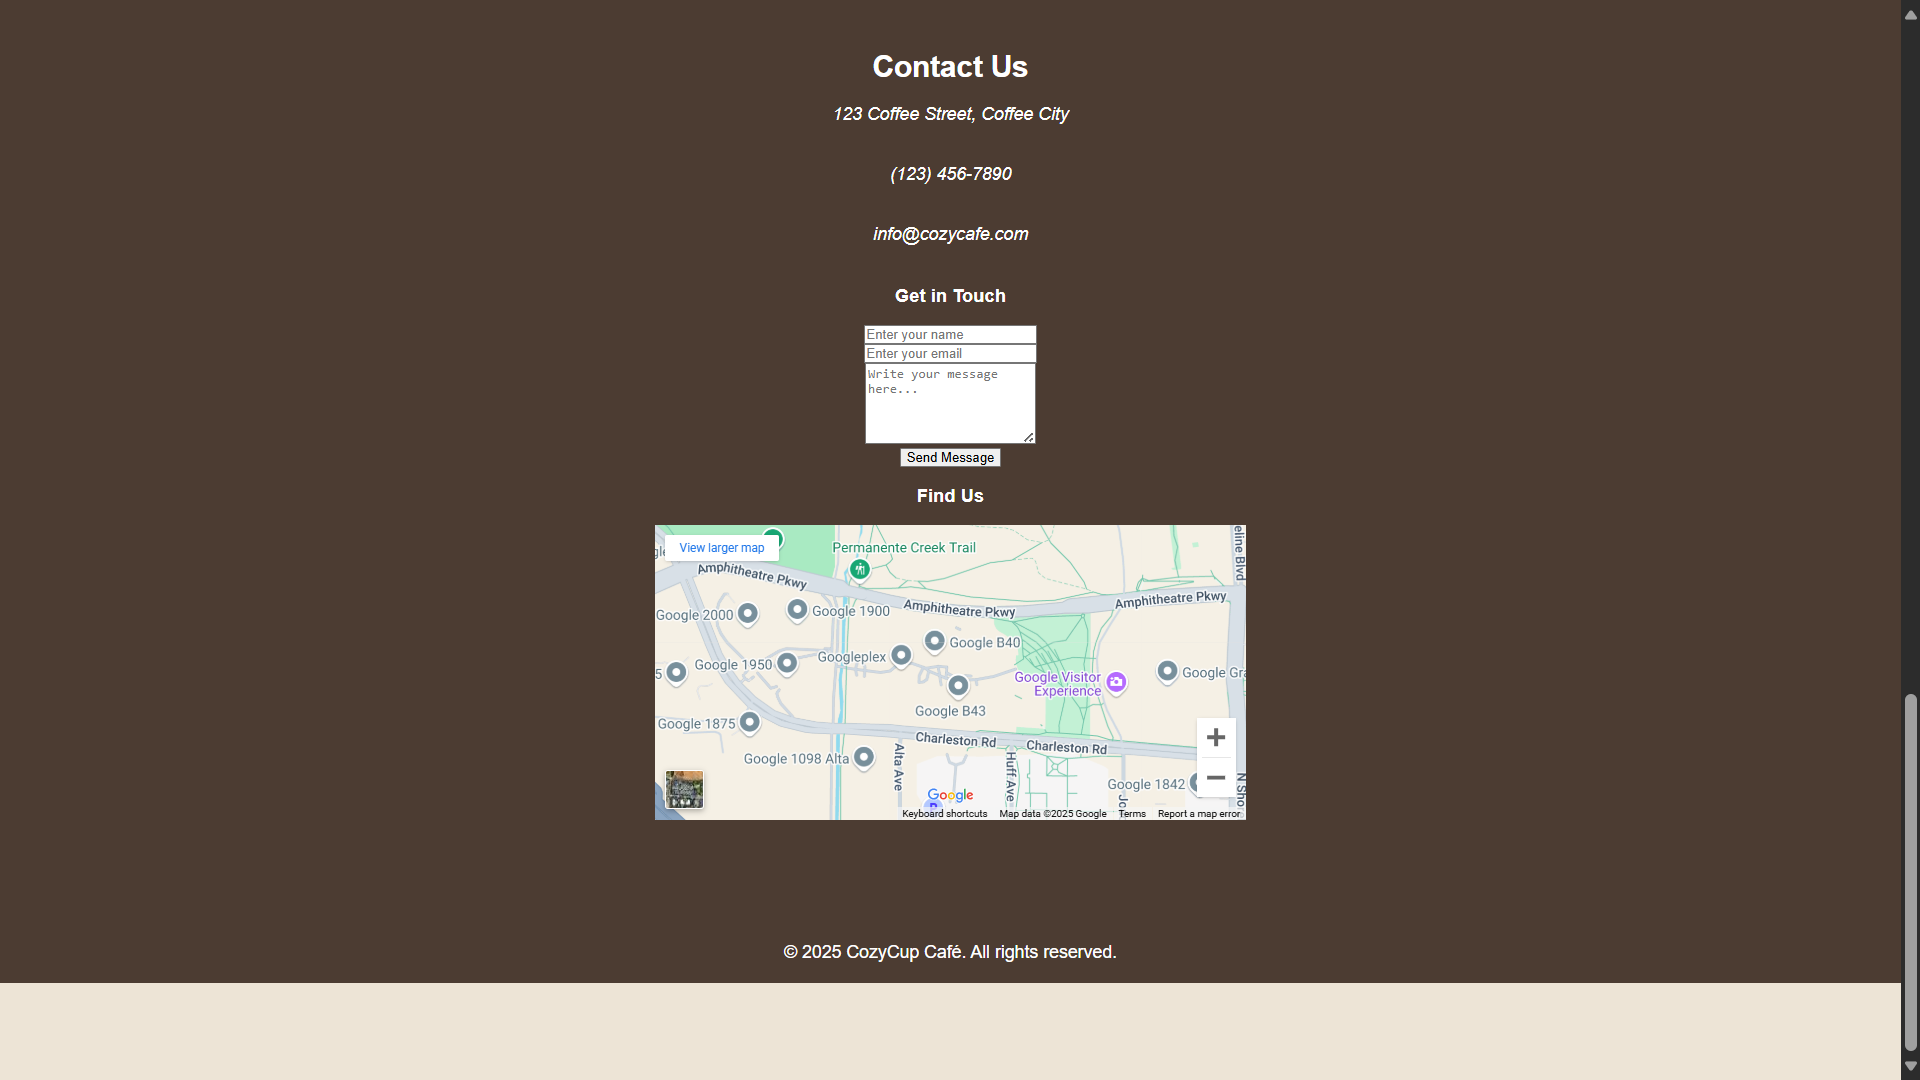 Contact Us
123 Coffee Street, Coffee City
(123) 456-7890
info@cozycafe.com
Get in Touch
Enter your name
Enter your email
Write your message
here...
Send Message
Find Us
View larger map
Permanente Creek Trail
Amphitheatre Pkwy
Amphitheatre Pkwy
Amphitheatre Pkwy
Google 2000
Google 1900
Google B40
Googleplex
Google 1950
5
Google Visitor
Experience
Google Gra
Google B43
Google 1875
Charleston Rd
Charleston Rd
Google 1098 Alta
Alta Ave
Huff Ave
Google 1842
N Shor
Google
Keyboard shortcuts
Map data ©2025 Google
Terms
Report a map error
© 2025 CozyCup Café. All rights reserved.